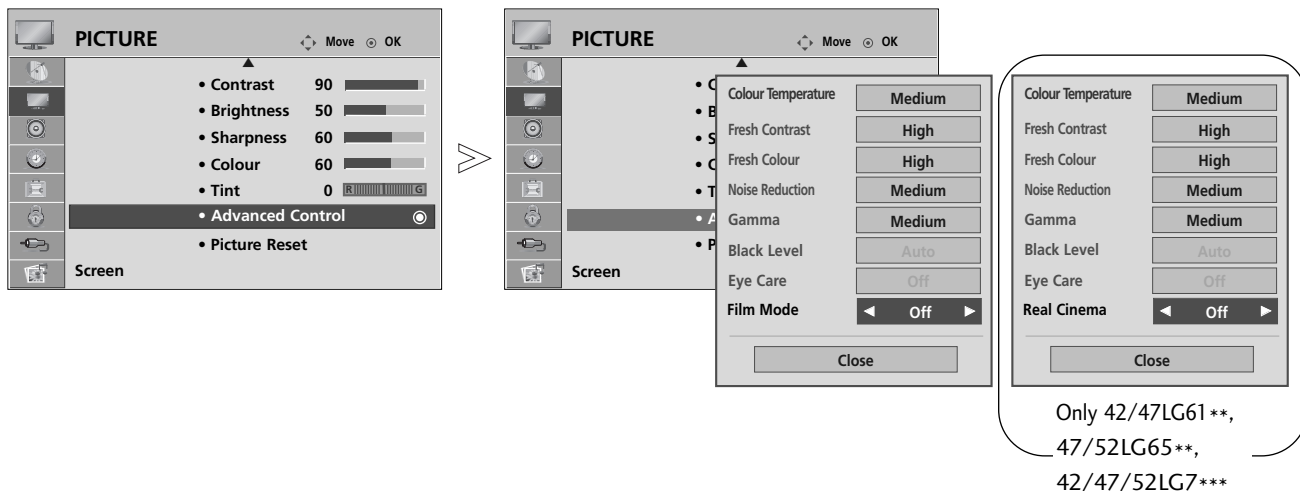 PICTURE
Move
OK
• Contrast 90
• Brightness 50
• Sharpness 60
• Colour 60
• Tint 0 R G
• Advanced Control
• Picture Reset
Screen
PICTURE
Move
OK
• C
• B
• S
• C
• T
• A
• P
Screen
Colour Temperature Medium
Fresh Contrast High
Fresh Colour High
Noise Reduction Medium
Gamma Medium
Black Level Auto
Eye Care Off
Film Mode ◄ Off ►
Close
Colour Temperature Medium
Fresh Contrast High
Fresh Colour High
Noise Reduction Medium
Gamma Medium
Black Level Auto
Eye Care Off
Real Cinema ◄ Off ►
Close
Only 42/47LG61**,
47/52LG65**,
42/47/52LG7***